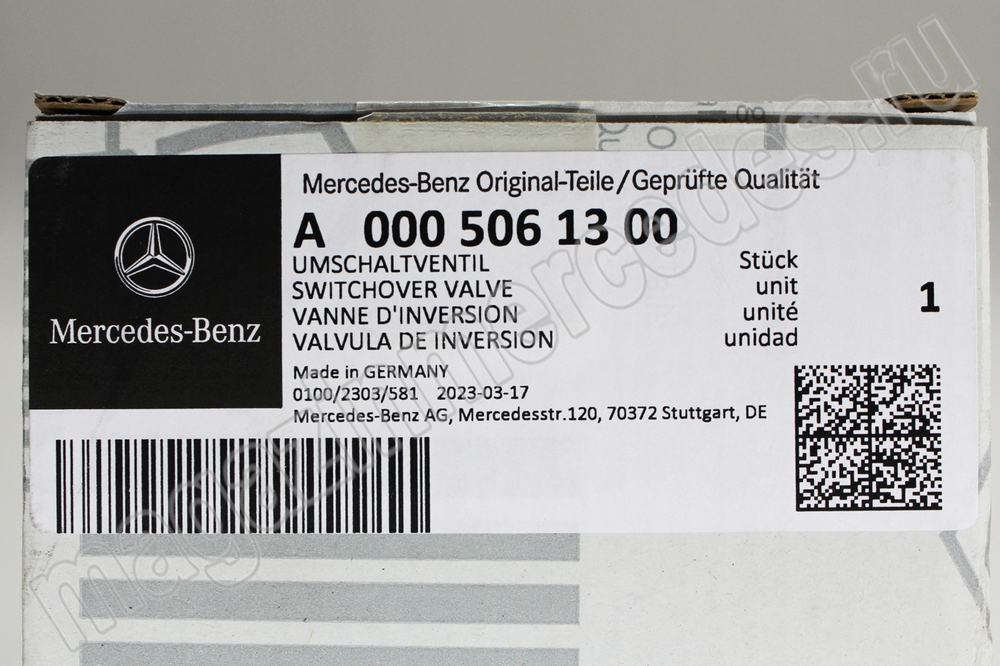 Mercedes-Benz Original-Teile/Geprüfte Qualität
A 000 506 13 00
UMSCHALTVENTIL Stück
SWITCHOVER VALVE unit
VANNE D'INVERSION unité
VALVULA DE INVERSION unidad
1
Mercedes-Benz
Made in GERMANY
0100/2303/581 2023-03-17
Mercedes-Benz AG, Mercedesstr.120, 70372 Stuttgart, DE
magazinmercedes.ru